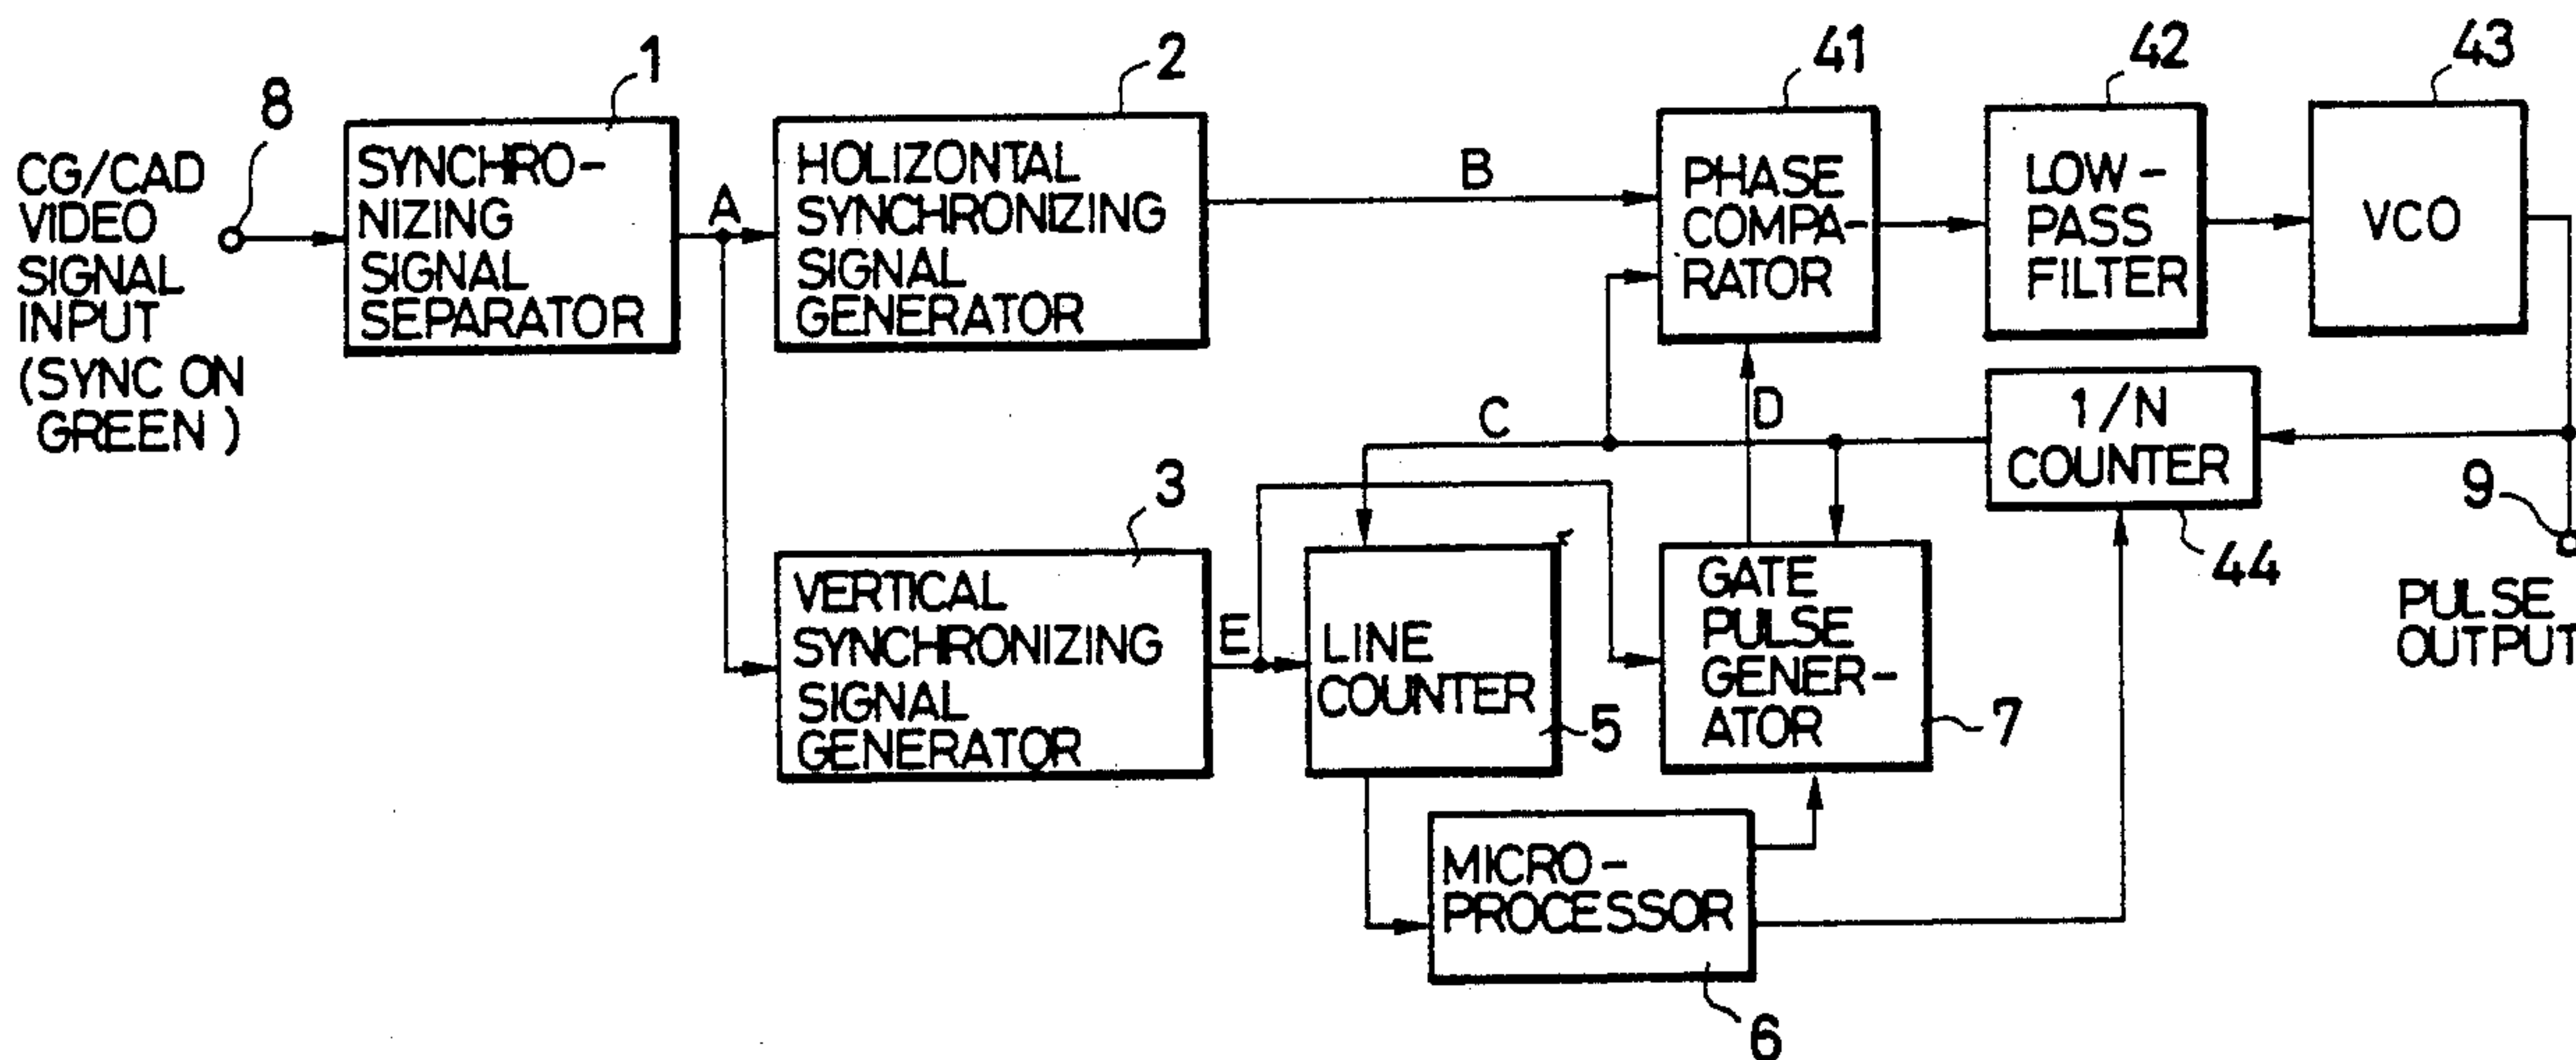 8
CG/CAD
VIDEO
SIGNAL
INPUT
(SYNC ON
GREEN)
1
SYNCHRO-
NIZING
SIGNAL
SEPARATOR
A
2
HOLIZONTAL
SYNCHRONIZING
SIGNAL
GENERATOR
B
41
PHASE
COMPA-
RATOR
42
LOW-
PASS
FILTER
43
VCO
C
D
1/N
COUNTER
44
9
PULSE
OUTPUT
3
VERTICAL
SYNCHRONIZING
SIGNAL
GENERATOR
E
LINE
COUNTER
5
GATE
PULSE
GENER-
ATOR
7
MICRO-
PROCESSOR
6